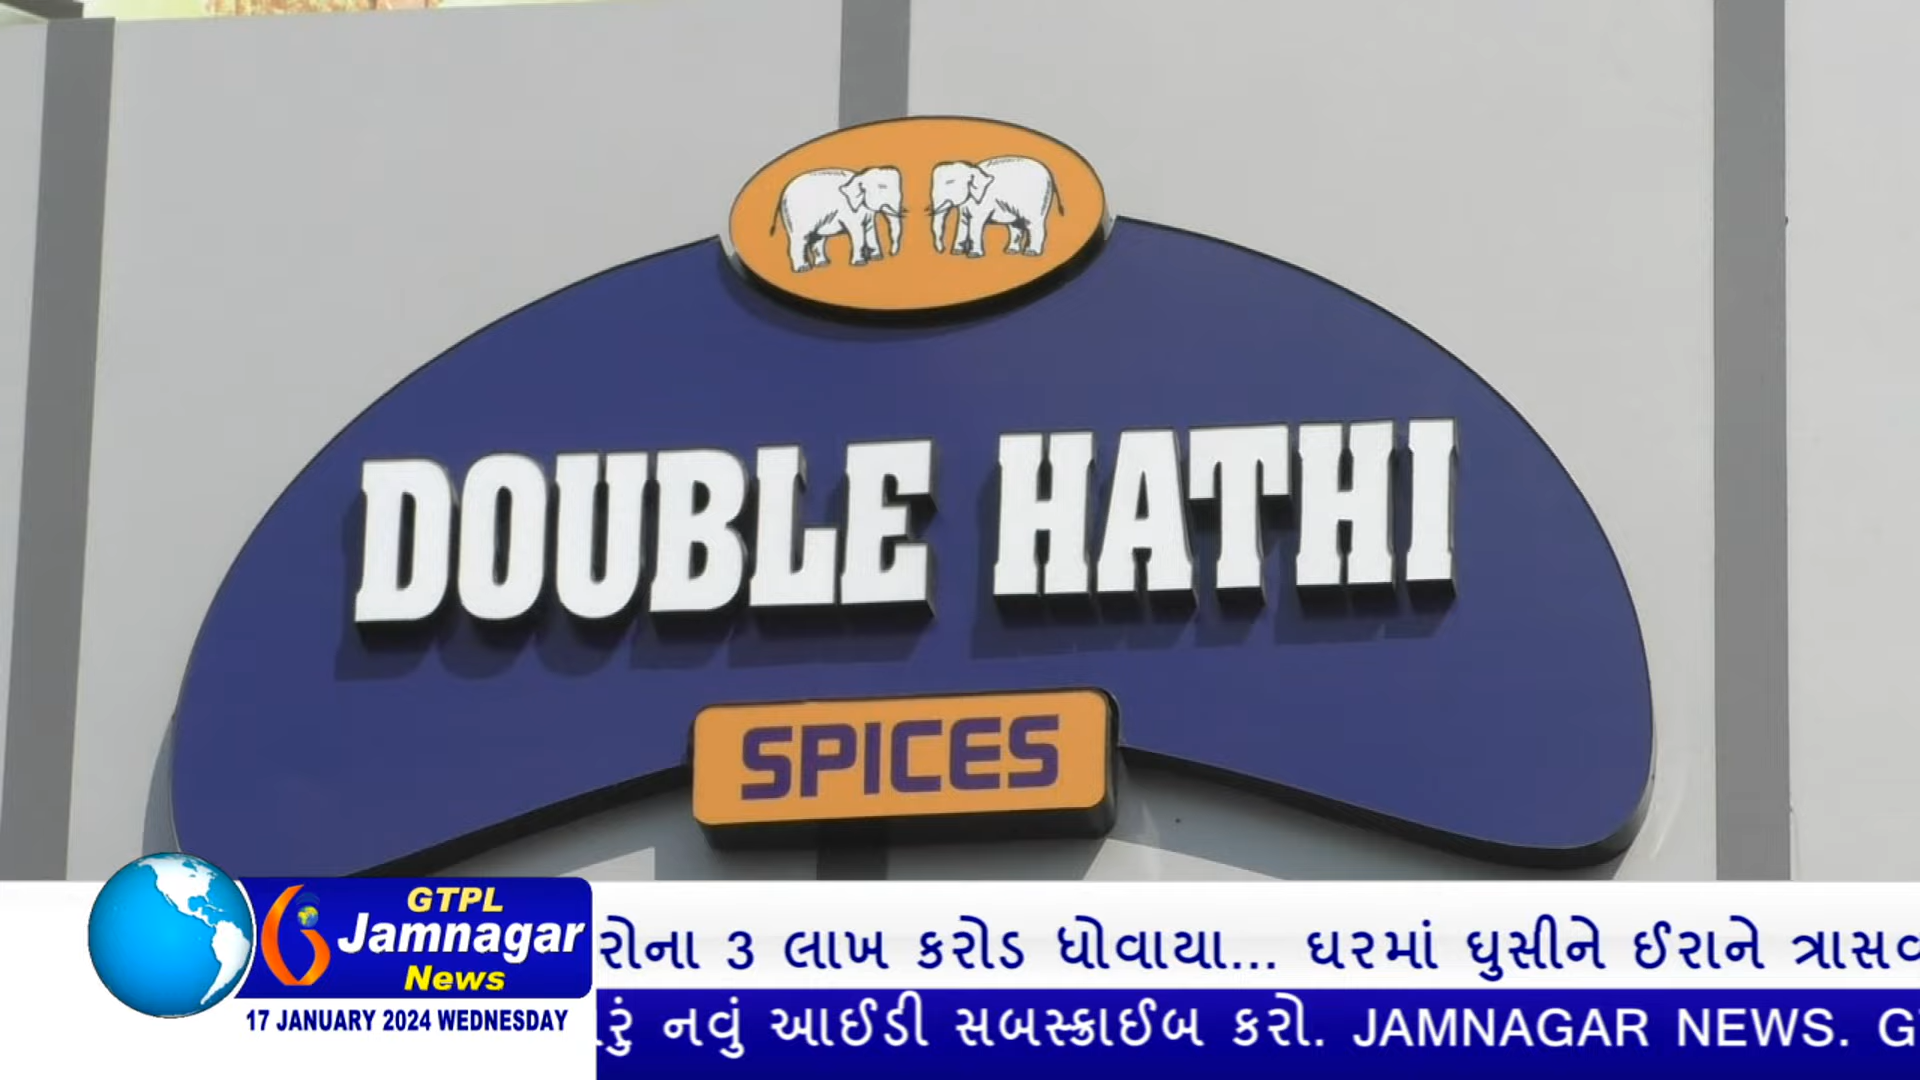 DOUBLE HATHI
SPICES
GTPL
Jamnagar
News
17 JANUARY 2024 WEDNESDAY
3 લાખ કરોડ ધોવાયા... ઘરમાં ઘુસીને ઈરાને
નવું આઈડી સબસ્ક્રાઈબ કરો. JAMNAGAR NEWS.